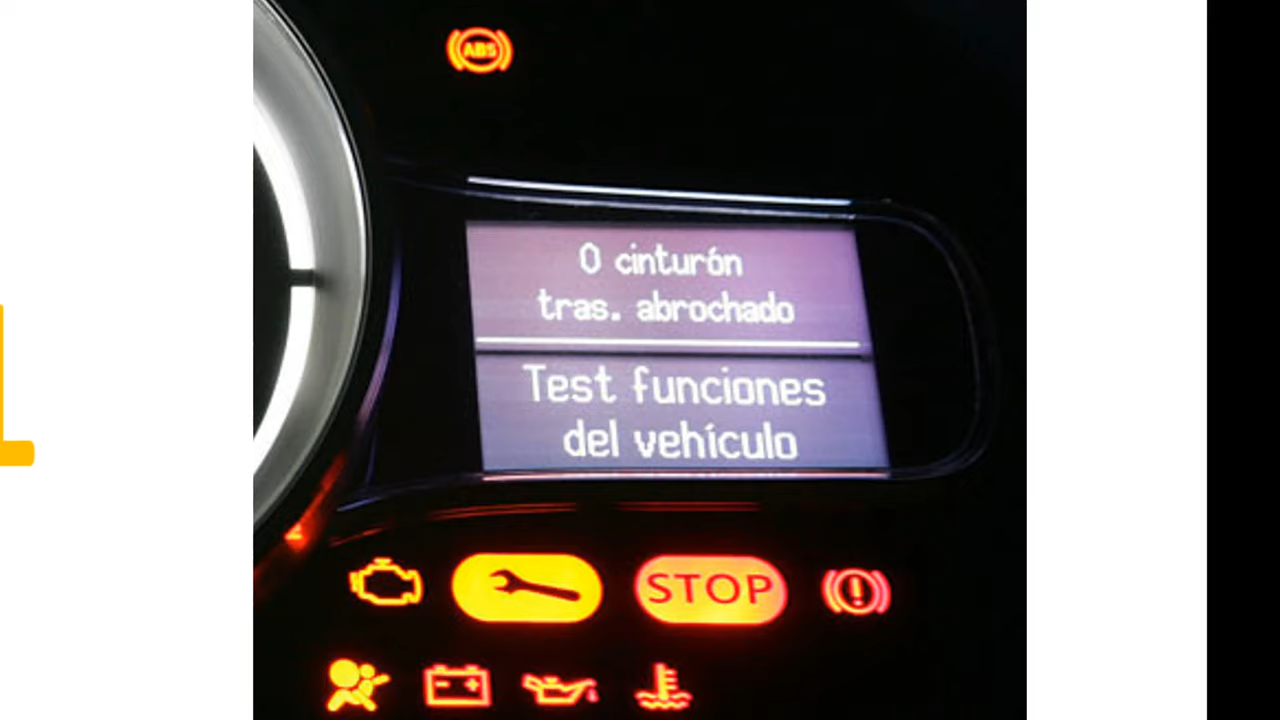 ABS
0 cinturón
tras. abrochado
Test funciones
del vehículo
STOP